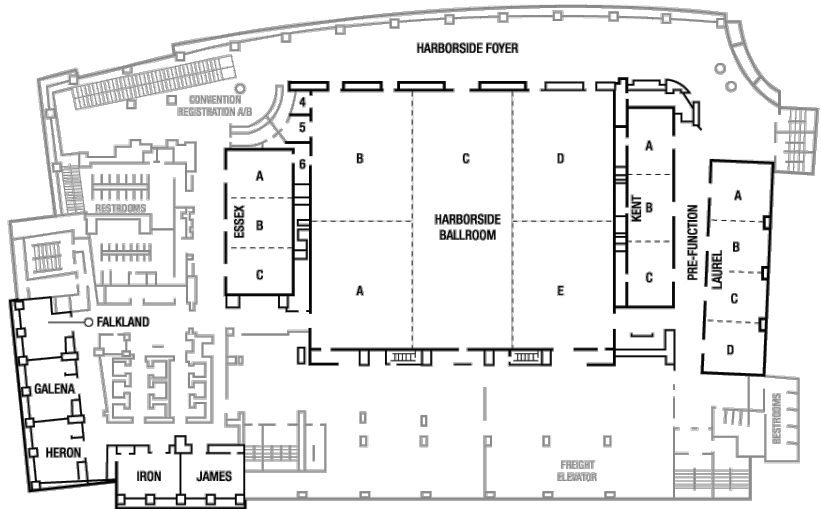 HARBORSIDE FOYER
CONVENTION
REGISTRATION A/B
4
5
6
B
C
D
A
A
B
C
ESSEX
HARBORSIDE
BALLROOM
A
E
A
B
C
KENT
PRE-FUNCTION
LAUREL
A
B
C
D
RESTROOMS
FALKLAND
GALENA
HERON
IRON
JAMES
FREIGHT
ELEVATOR
RESTROOMS